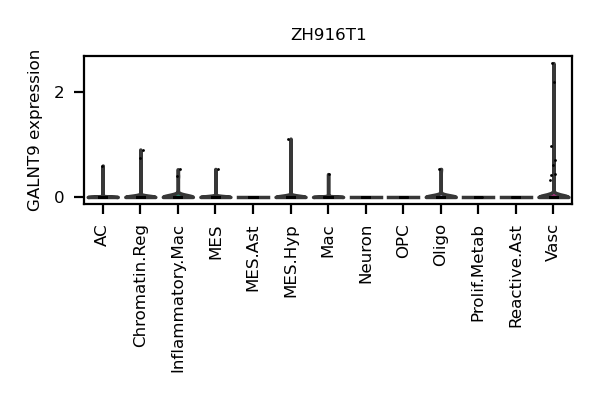 ZH916T1
GALNT9 expression
2
0
AC
Chromatin.Reg
Inflammatory.Mac
MES
MES.Ast
MES.Hyp
Mac
Neuron
OPC
Oligo
Prolif.Metab
Reactive.Ast
Vasc